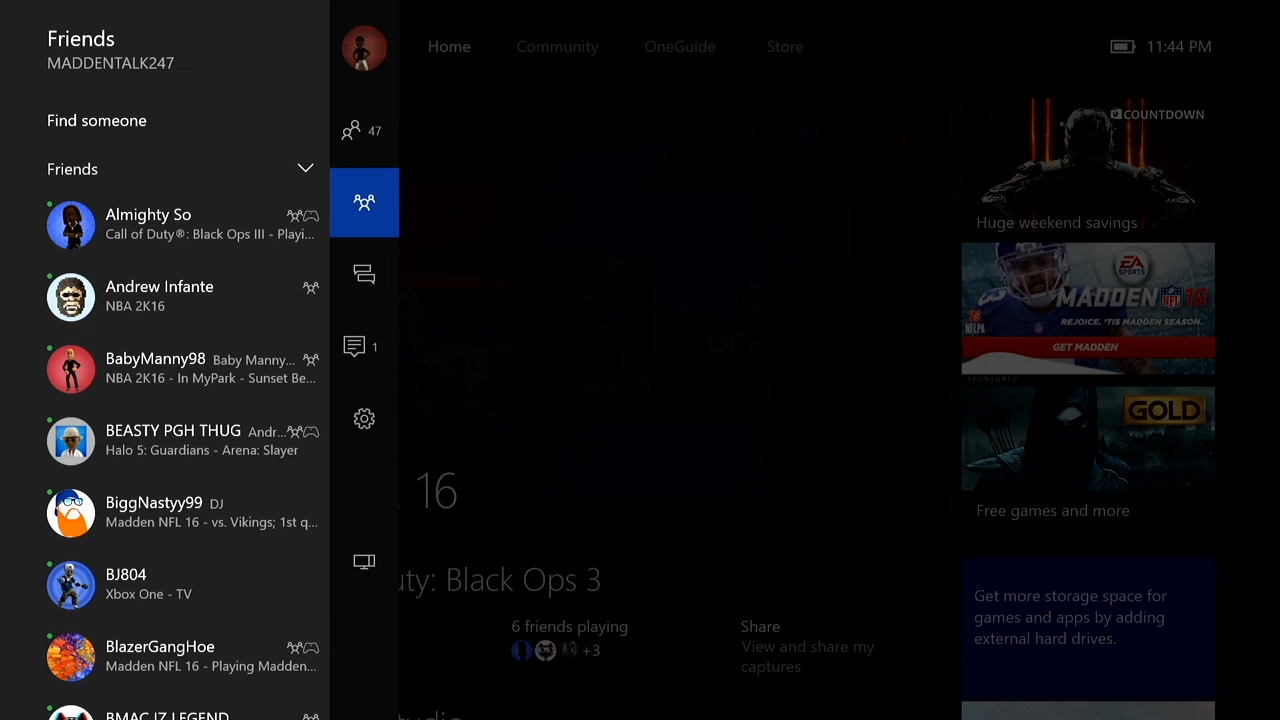 Friends
MADDENTALK247
Find someone
Friends
Almighty So
Call of Duty®: Black Ops III - Playi...
Andrew Infante
NBA 2K16
BabyManny98 Baby Manny...
NBA 2K16 - In MyPark - Sunset Be...
BEASTY PGH THUG Andr...
Halo 5: Guardians - Arena: Slayer
BiggNastyy99 DJ
Madden NFL 16 - vs. Vikings; 1st q...
BJ804
Xbox One - TV
BlazerGangHoe
Madden NFL 16 - Playing Madden...
BMAC IZ LEGEND
47
1
Home Community OneGuide Store
11:44 PM
COUNTDOWN
Huge weekend savings
EA
SPORTS
MADDEN NFL 16
NFLPA
REJOICE. 'TIS MADDEN SEASON.
GET MADDEN
SPONSORED
GOLD
Free games and more
16
uty: Black Ops 3
6 friends playing
+3
Share
View and share my
captures
Get more storage space for
games and apps by adding
external hard drives.